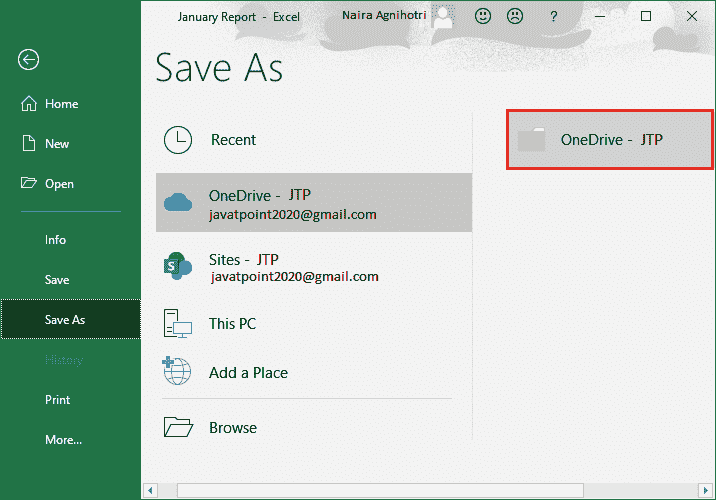 January Report - Excel
Naira Agnihotri
?
Save As
Home
New
Open
Info
Save
Save As
History
Print
More...
Recent
OneDrive - JTP
javatpoint2020@gmail.com
Sites - JTP
javatpoint2020@gmail.com
This PC
Add a Place
Browse
OneDrive - JTP